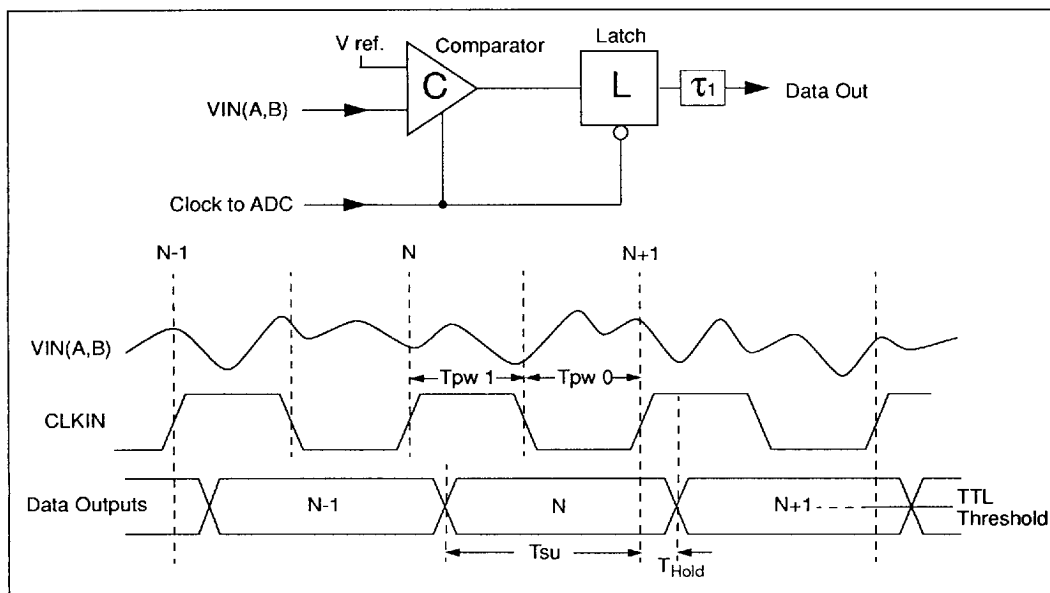 V ref.
Comparator
Latch
C
L
τ1
Data Out
VIN(A,B)
Clock to ADC
N-1
N
N+1
VIN(A,B)
Tpw 1
Tpw 0
CLKIN
Data Outputs
N-1
N
N+1
TTL
Threshold
Tsu
THold